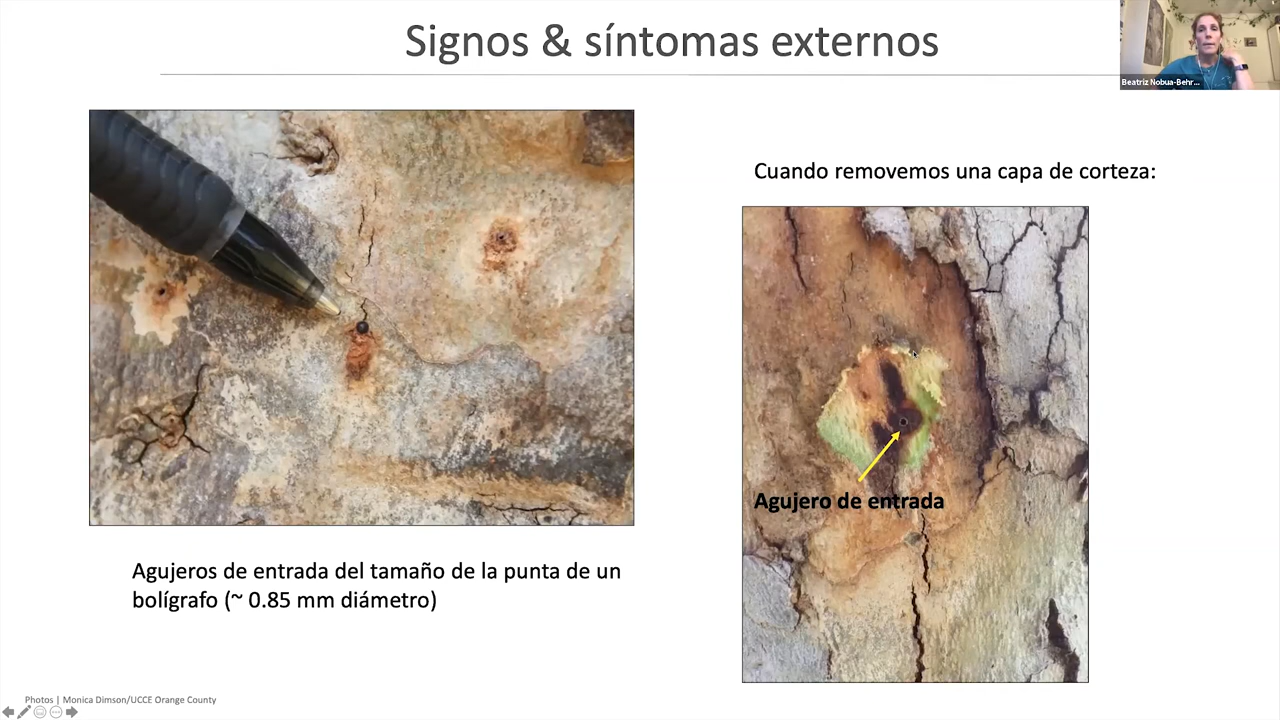 Signos & síntomas externos
Beatriz Nobua-Behr...
Cuando removemos una capa de corteza:
Agujero de entrada
Agujeros de entrada del tamaño de la punta de un
bolígrafo (~ 0.85 mm diámetro)
Photos | Monica Dimson/UCCE Orange County